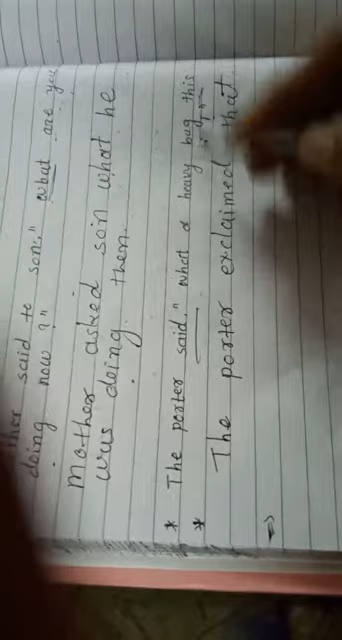 ther said to son:" what are you
doing now ?"
Mother asked son what he
was doing then.
* The porter said." What a heavy bag this
* The porter exclaimed that
=>